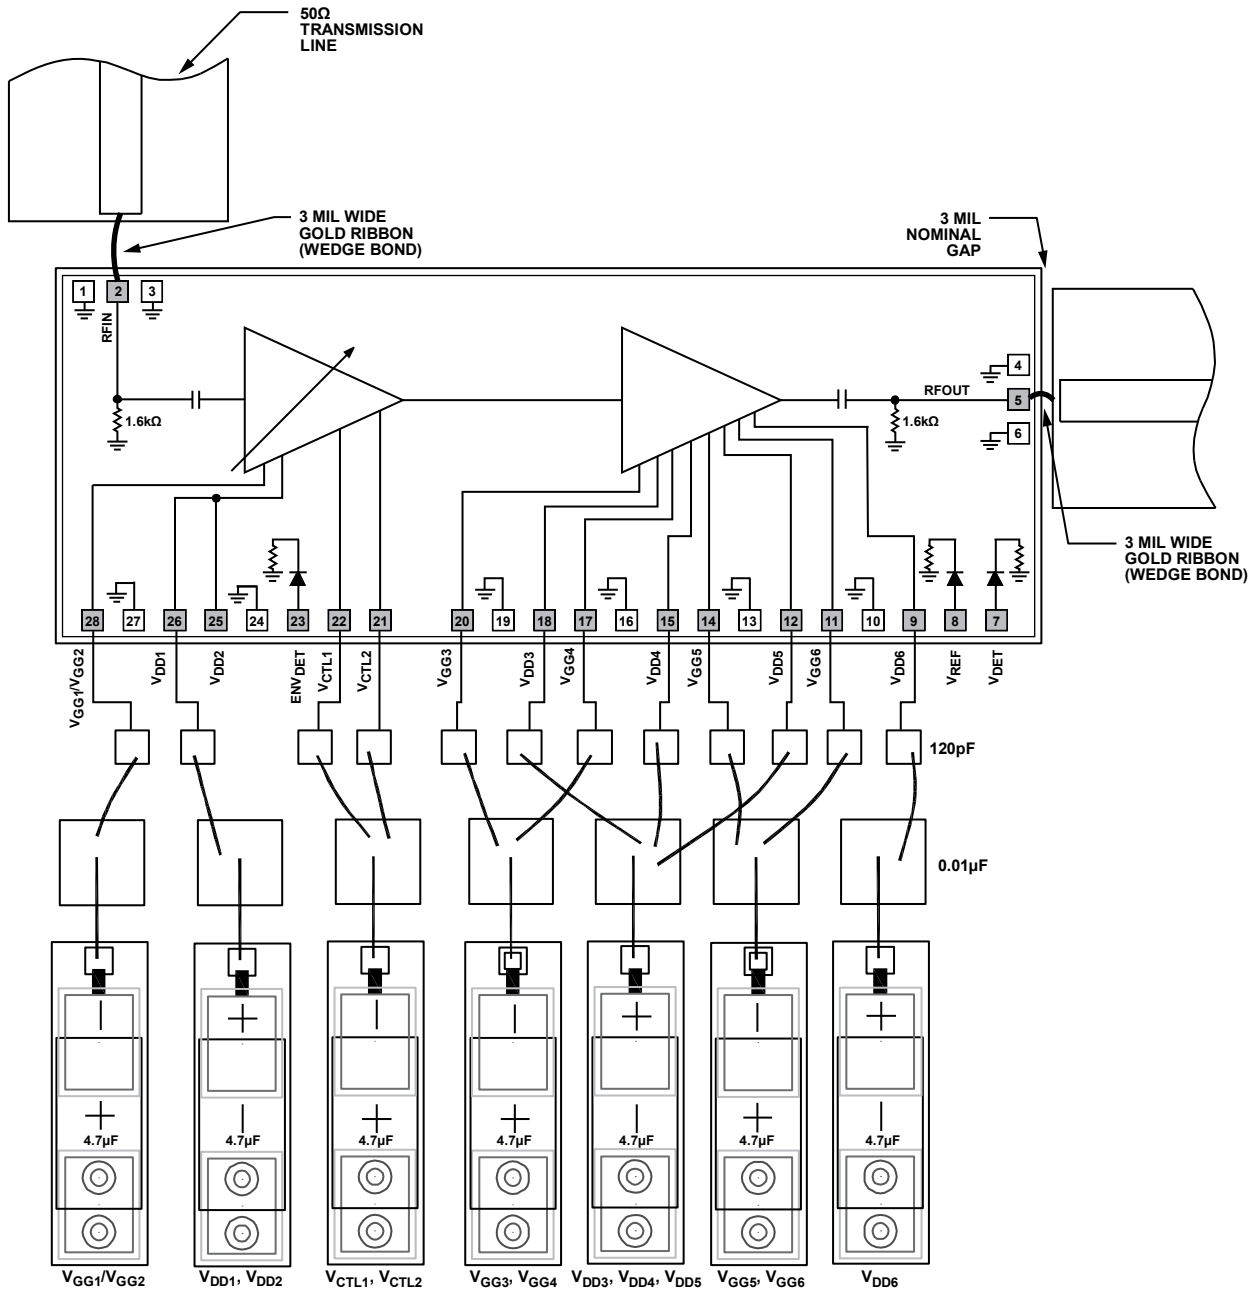 50Ω
TRANSMISSION
LINE
3 MIL WIDE
GOLD RIBBON
(WEDGE BOND)
3 MIL
NOMINAL
GAP
1
2
3
RFIN
4
RFOUT
5
6
1.6kΩ
1.6kΩ
3 MIL WIDE
GOLD RIBBON
(WEDGE BOND)
28
27
26
25
24
23
22
21
20
19
18
17
16
15
14
13
12
11
10
9
8
7
VGG1/VGG2
VDD1
VDD2
ENVDET
VCTL1
VCTL2
VGG3
VDD3
VGG4
VDD4
VGG5
VDD5
VGG6
VDD6
VREF
VDET
120pF
0.01µF
4.7µF
4.7µF
4.7µF
4.7µF
4.7µF
4.7µF
4.7µF
VGG1/VGG2
VDD1, VDD2
VCTL1, VCTL2
VGG3, VGG4
VDD3, VDD4, VDD5
VGG5, VGG6
VDD6